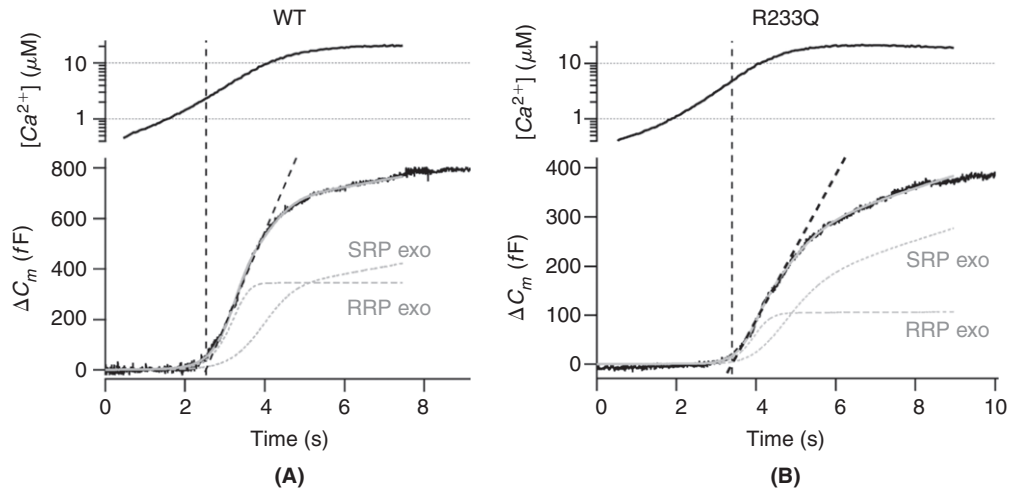 WT
[Ca²⁺] (μM)
10
1
ΔCₘ (fF)
800
600
400
200
0
SRP exo
RRP exo
0 2 4 6 8
Time (s)
(A)
R233Q
[Ca²⁺] (μM)
10
1
ΔCₘ (fF)
400
300
200
100
0
SRP exo
RRP exo
0 2 4 6 8 10
Time (s)
(B)